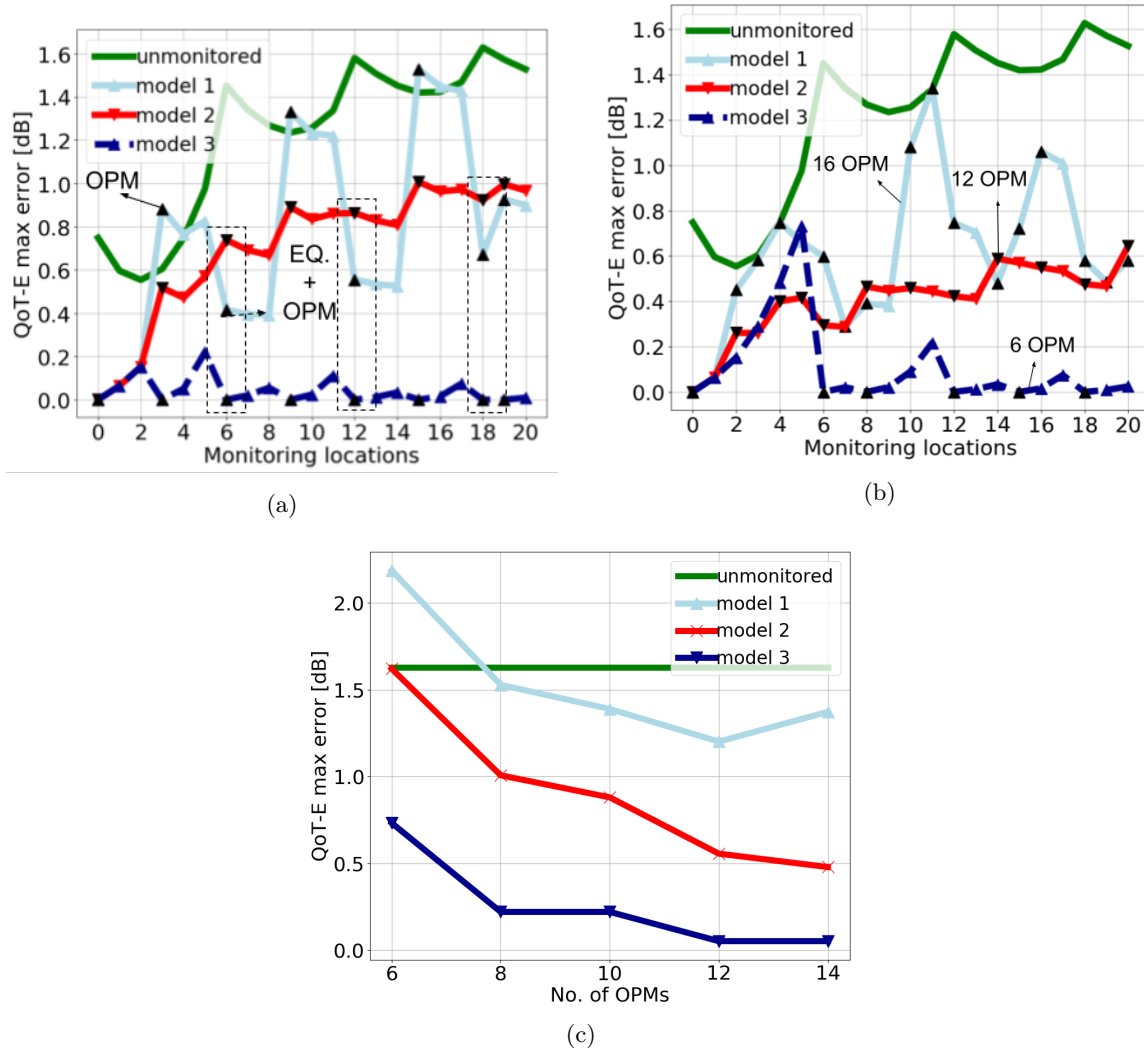 QoT-E max error [dB]
1.6
1.4
1.2
1.0
0.8
0.6
0.4
0.2
0.0
unmonitored
model 1
model 2
model 3
OPM
EQ.
+
OPM
0 2 4 6 8 10 12 14 16 18 20
Monitoring locations
(a)
QoT-E max error [dB]
1.6
1.4
1.2
1.0
0.8
0.6
0.4
0.2
0.0
unmonitored
model 1
model 2
model 3
16 OPM
12 OPM
6 OPM
0 2 4 6 8 10 12 14 16 18 20
Monitoring locations
(b)
QoT-E max error [dB]
2.0
1.5
1.0
0.5
0.0
unmonitored
model 1
model 2
model 3
6 8 10 12 14
No. of OPMs
(c)